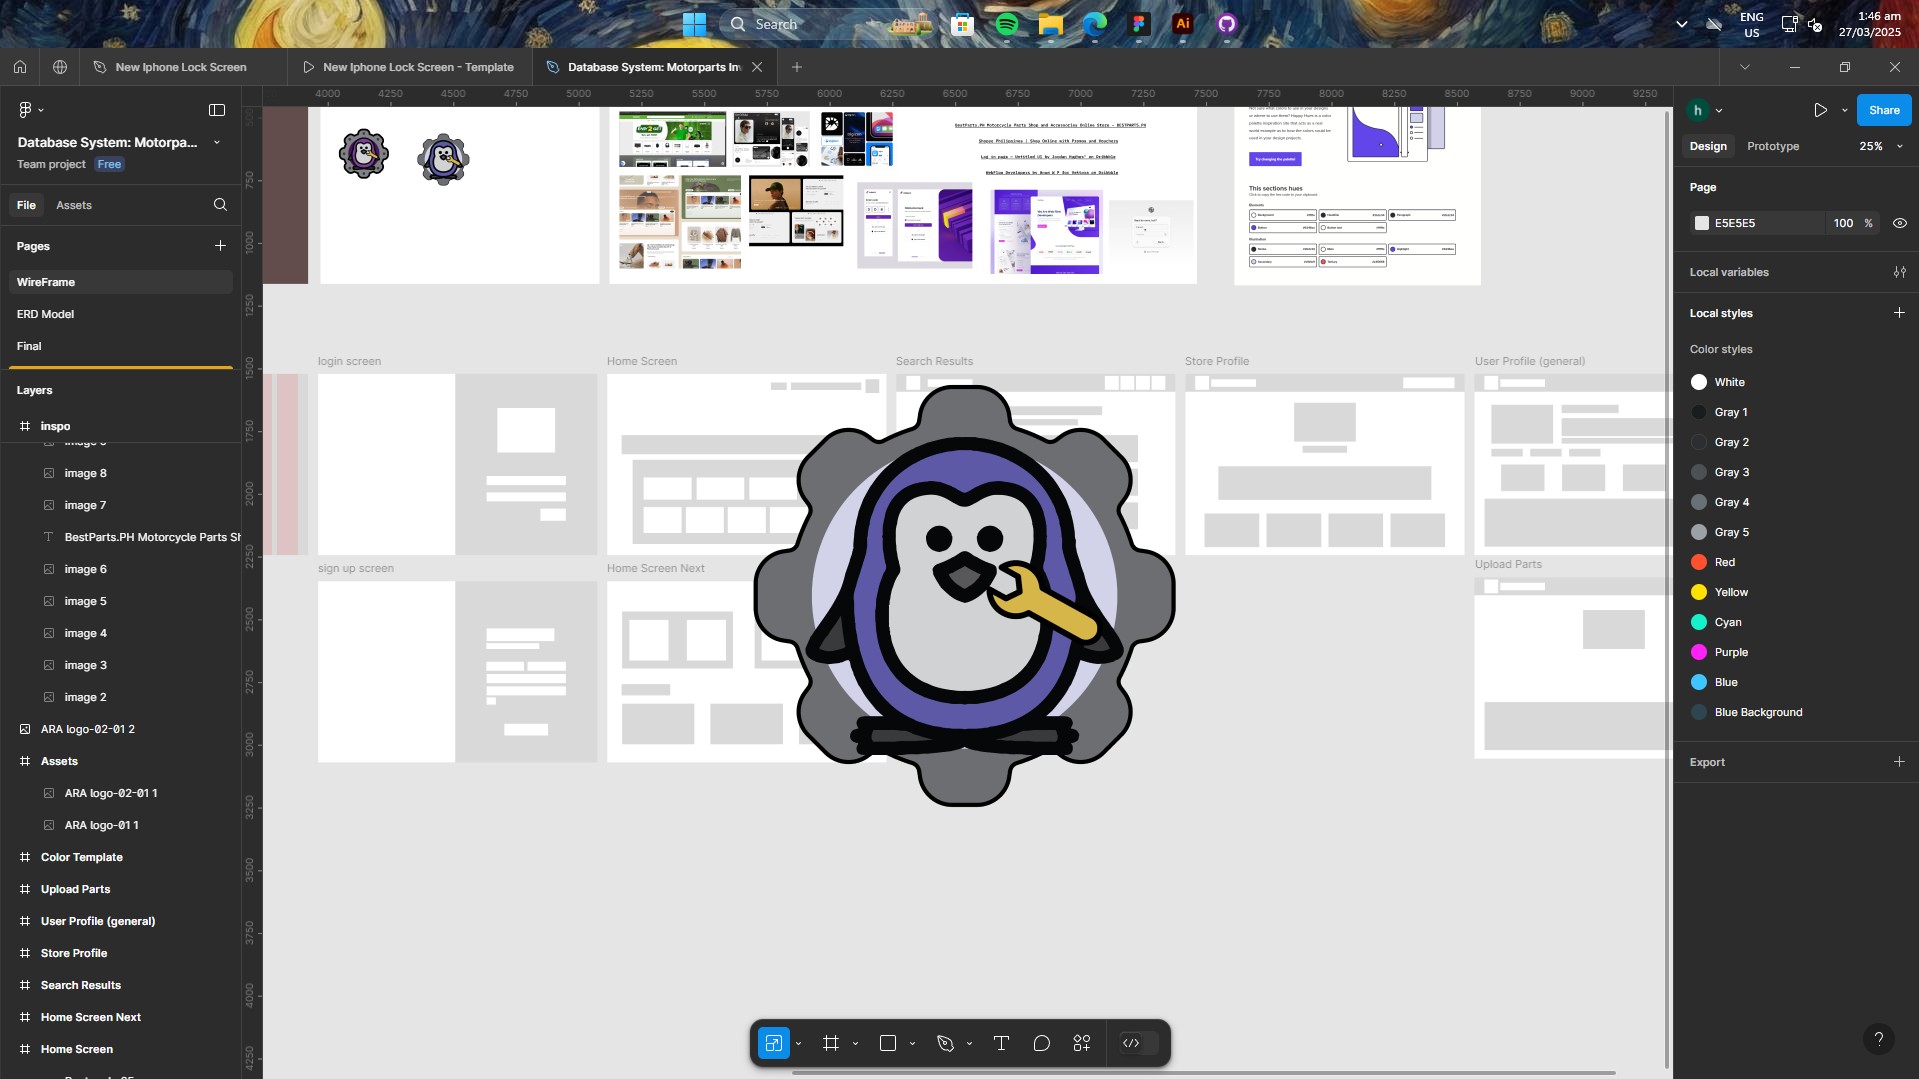 Search
ENG
US
1:46 am
27/03/2025
New Iphone Lock Screen
New Iphone Lock Screen - Template
Database System: Motorparts In
4000 4250 4500 4750 5000 5250 5500 5750 6000 6250 6500 6750 7000 7250 7500 7750 8000 8250 8500 8750 9000 9250
Database System: Motorpa...
Team project Free
File Assets
Pages
WireFrame
ERD Model
Final
Layers
inspo
image 8
image 7
BestParts.PH Motorcycle Parts Sh
image 6
image 5
image 4
image 3
image 2
ARA logo-02-01 2
Assets
ARA logo-02-01 1
ARA logo-01 1
Color Template
Upload Parts
User Profile (general)
Store Profile
Search Results
Home Screen Next
Home Screen
750
1000
1250
1500
1750
2000
2250
2500
2750
3000
3250
3500
3750
4000
4250
BestParts.PH Motorcycle Parts Shop and Accessories Online Store – BESTPARTS.PH
Shopee Philippines | Shop Online with Promos and Vouchers
Log in page — Untitled UI by Jordan Hughes® on Dribbble
Try changing the palette!
This sections hues
login screen
Home Screen
Search Results
Store Profile
User Profile (general)
sign up screen
Home Screen Next
Upload Parts
h
Share
Design Prototype 25%
Page
E5E5E5 100 %
Local variables
Local styles
Color styles
White
Gray 1
Gray 2
Gray 3
Gray 4
Gray 5
Red
Yellow
Cyan
Purple
Blue
Blue Background
Export
?